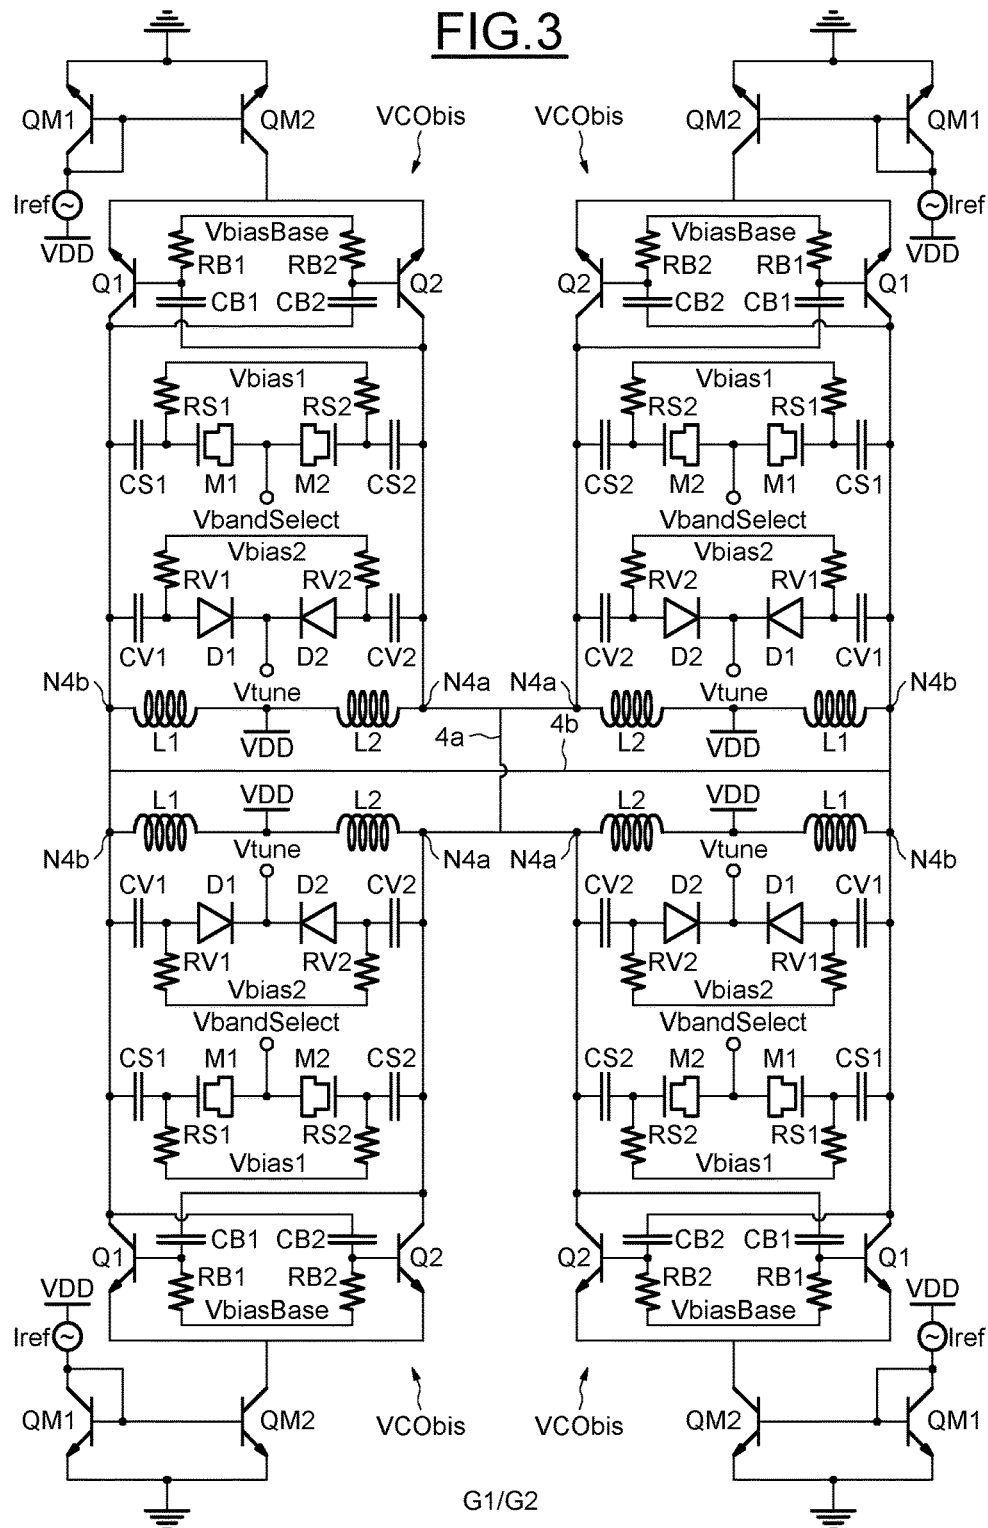 FIG.3
QM1 QM2 VCObis VCObis QM2 QM1
Iref Iref
VDD VDD
VbiasBase VbiasBase
Q1 RB1 RB2 Q2 Q2 RB2 RB1 Q1
CB1 CB2 CB2 CB1
Vbias1 Vbias1
RS1 RS2 RS2 RS1
CS1 M1 M2 CS2 CS2 M2 M1 CS1
VbandSelect VbandSelect
Vbias2 Vbias2
RV1 RV2 RV2 RV1
CV1 D1 D2 CV2 CV2 D2 D1 CV1
N4b Vtune N4a N4a Vtune N4b
L1 VDD L2 4a 4b L2 VDD L1
L1 VDD L2 L2 VDD L1
N4b Vtune N4a N4a Vtune N4b
CV1 D1 D2 CV2 CV2 D2 D1 CV1
RV1 RV2 RV2 RV1
Vbias2 Vbias2
VbandSelect VbandSelect
CS1 M1 M2 CS2 CS2 M2 M1 CS1
RS1 RS2 RS2 RS1
Vbias1 Vbias1
CB1 CB2 CB2 CB1
Q1 RB1 RB2 Q2 Q2 RB2 RB1 Q1
VDD VbiasBase VbiasBase VDD
Iref Iref
QM1 QM2 VCObis VCObis QM2 QM1
G1/G2